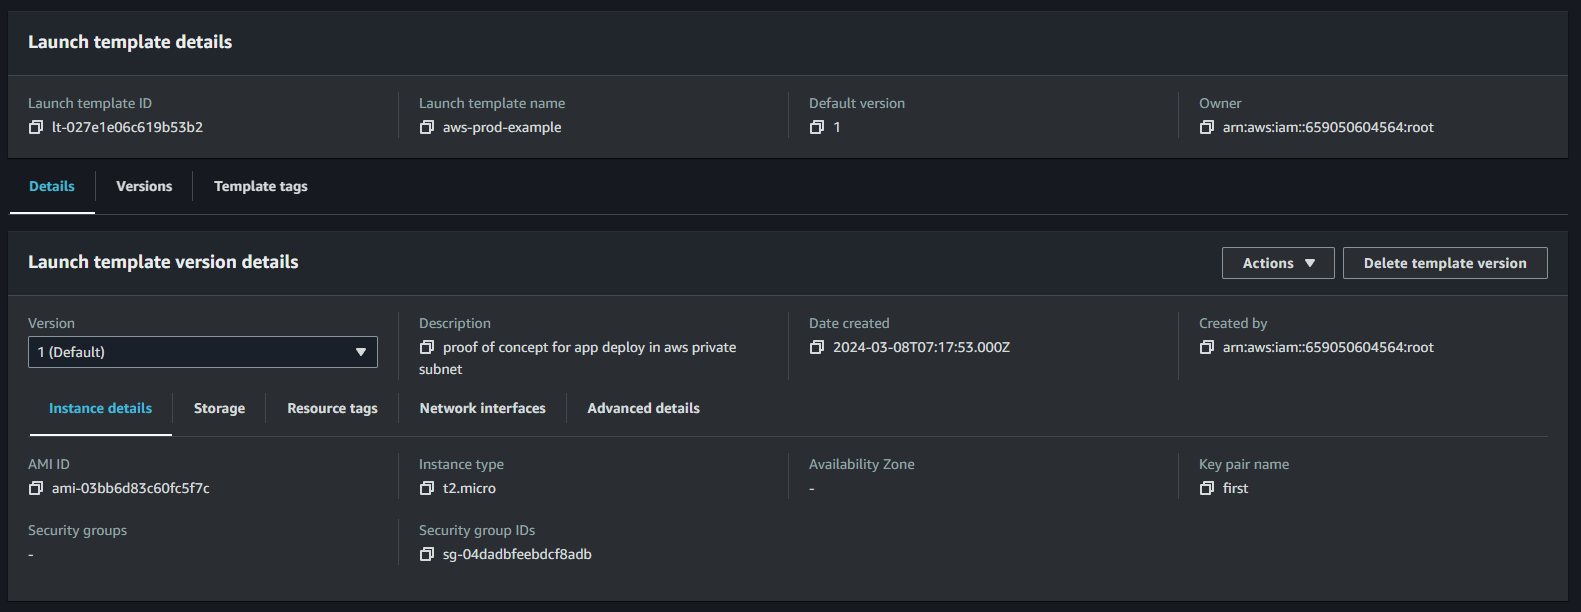 Launch template details
Launch template ID
lt-027e1e06c619b53b2
Launch template name
aws-prod-example
Default version
1
Owner
arn:aws:iam::659050604564:root
Details
Versions
Template tags
Launch template version details
Actions
Delete template version
Version
1 (Default)
Description
proof of concept for app deploy in aws private
subnet
Date created
2024-03-08T07:17:53.000Z
Created by
arn:aws:iam::659050604564:root
Instance details
Storage
Resource tags
Network interfaces
Advanced details
AMI ID
ami-03bb6d83c60fc5f7c
Instance type
t2.micro
Availability Zone
-
Key pair name
first
Security groups
-
Security group IDs
sg-04dadbfeebdcf8adb